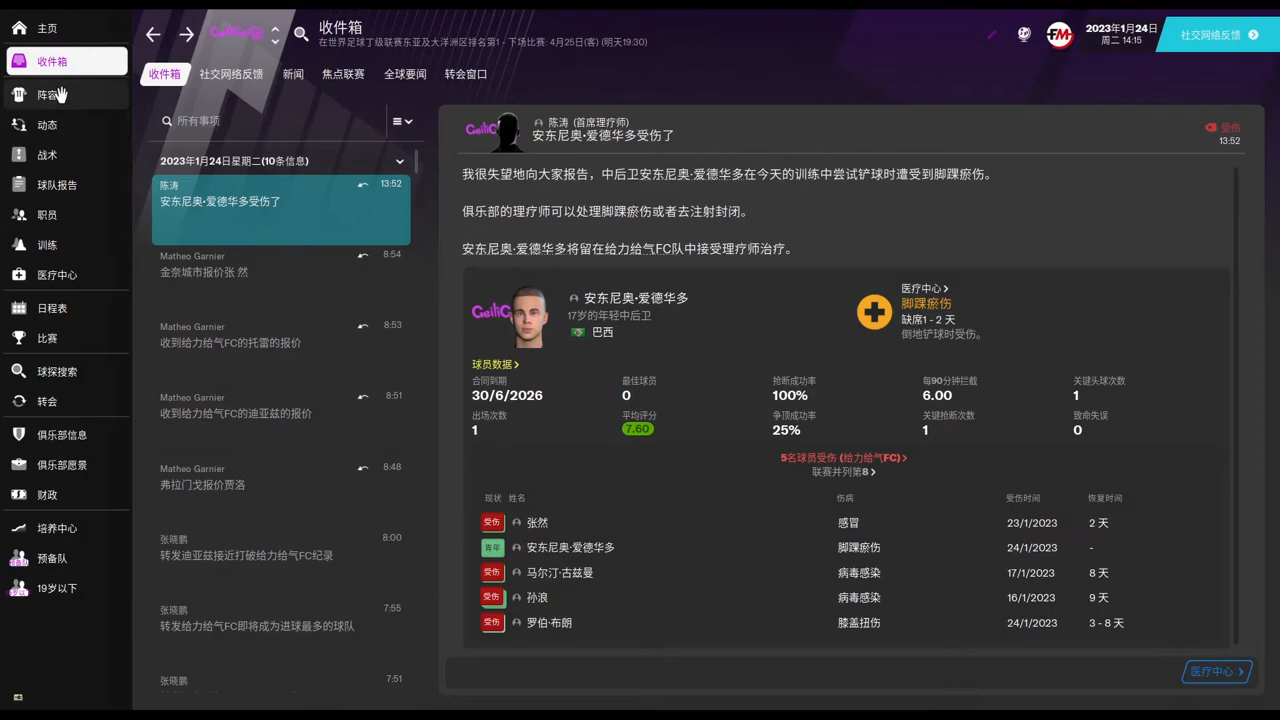 主页
收件箱
阵容
动态
战术
球队报告
职员
训练
医疗中心
日程表
比赛
球探搜索
转会
俱乐部信息
俱乐部愿景
财政
培养中心
预备队
19岁以下
收件箱
在世界足球丁级联赛东亚及大洋洲区排名第1 - 下场比赛: 4月25日(客) (明天19:30)
FM
2023年1月24日
周二 14:15
社交网络反馈
收件箱 社交网络反馈 新闻 焦点联赛 全球要闻 转会窗口
所有事项
2023年1月24日星期二(10条信息)
陈涛 13:52
安东尼奥·爱德华多受伤了
Matheo Garnier 8:54
金奈城市报价张 然
Matheo Garnier 8:53
收到给力给气FC的托雷的报价
Matheo Garnier 8:51
收到给力给气FC的迪亚兹的报价
Matheo Garnier 8:48
弗拉门戈报价贾洛
张晓鹏 8:00
转发迪亚兹接近打破给力给气FC纪录
张晓鹏 7:55
转发给力给气FC即将成为进球最多的球队
张晓鹏 7:51
陈涛 (首席理疗师)
安东尼奥·爱德华多受伤了
受伤
13:52
我很失望地向大家报告，中后卫安东尼奥·爱德华多在今天的训练中尝试铲球时遭受到脚踝瘀伤。
俱乐部的理疗师可以处理脚踝瘀伤或者去注射封闭。
安东尼奥·爱德华多将留在给力给气FC队中接受理疗师治疗。
安东尼奥·爱德华多
17岁的年轻中后卫
巴西
医疗中心
脚踝瘀伤
缺席1 - 2 天
倒地铲球时受伤。
球员数据
合同到期 最佳球员 抢断成功率 每90分钟拦截 关键头球次数
30/6/2026 0 100% 6.00 1
出场次数 平均评分 争顶成功率 关键抢断次数 致命失误
1 7.60 25% 1 0
5名球员受伤 (给力给气FC)
联赛并列第8
现状 姓名 伤病 受伤时间 恢复时间
受伤 张然 感冒 23/1/2023 2 天
青年 安东尼奥·爱德华多 脚踝瘀伤 24/1/2023 -
受伤 马尔汀·古兹曼 病毒感染 17/1/2023 8 天
受伤 孙浪 病毒感染 16/1/2023 9 天
受伤 罗伯·布朗 膝盖扭伤 24/1/2023 3 - 8 天
医疗中心